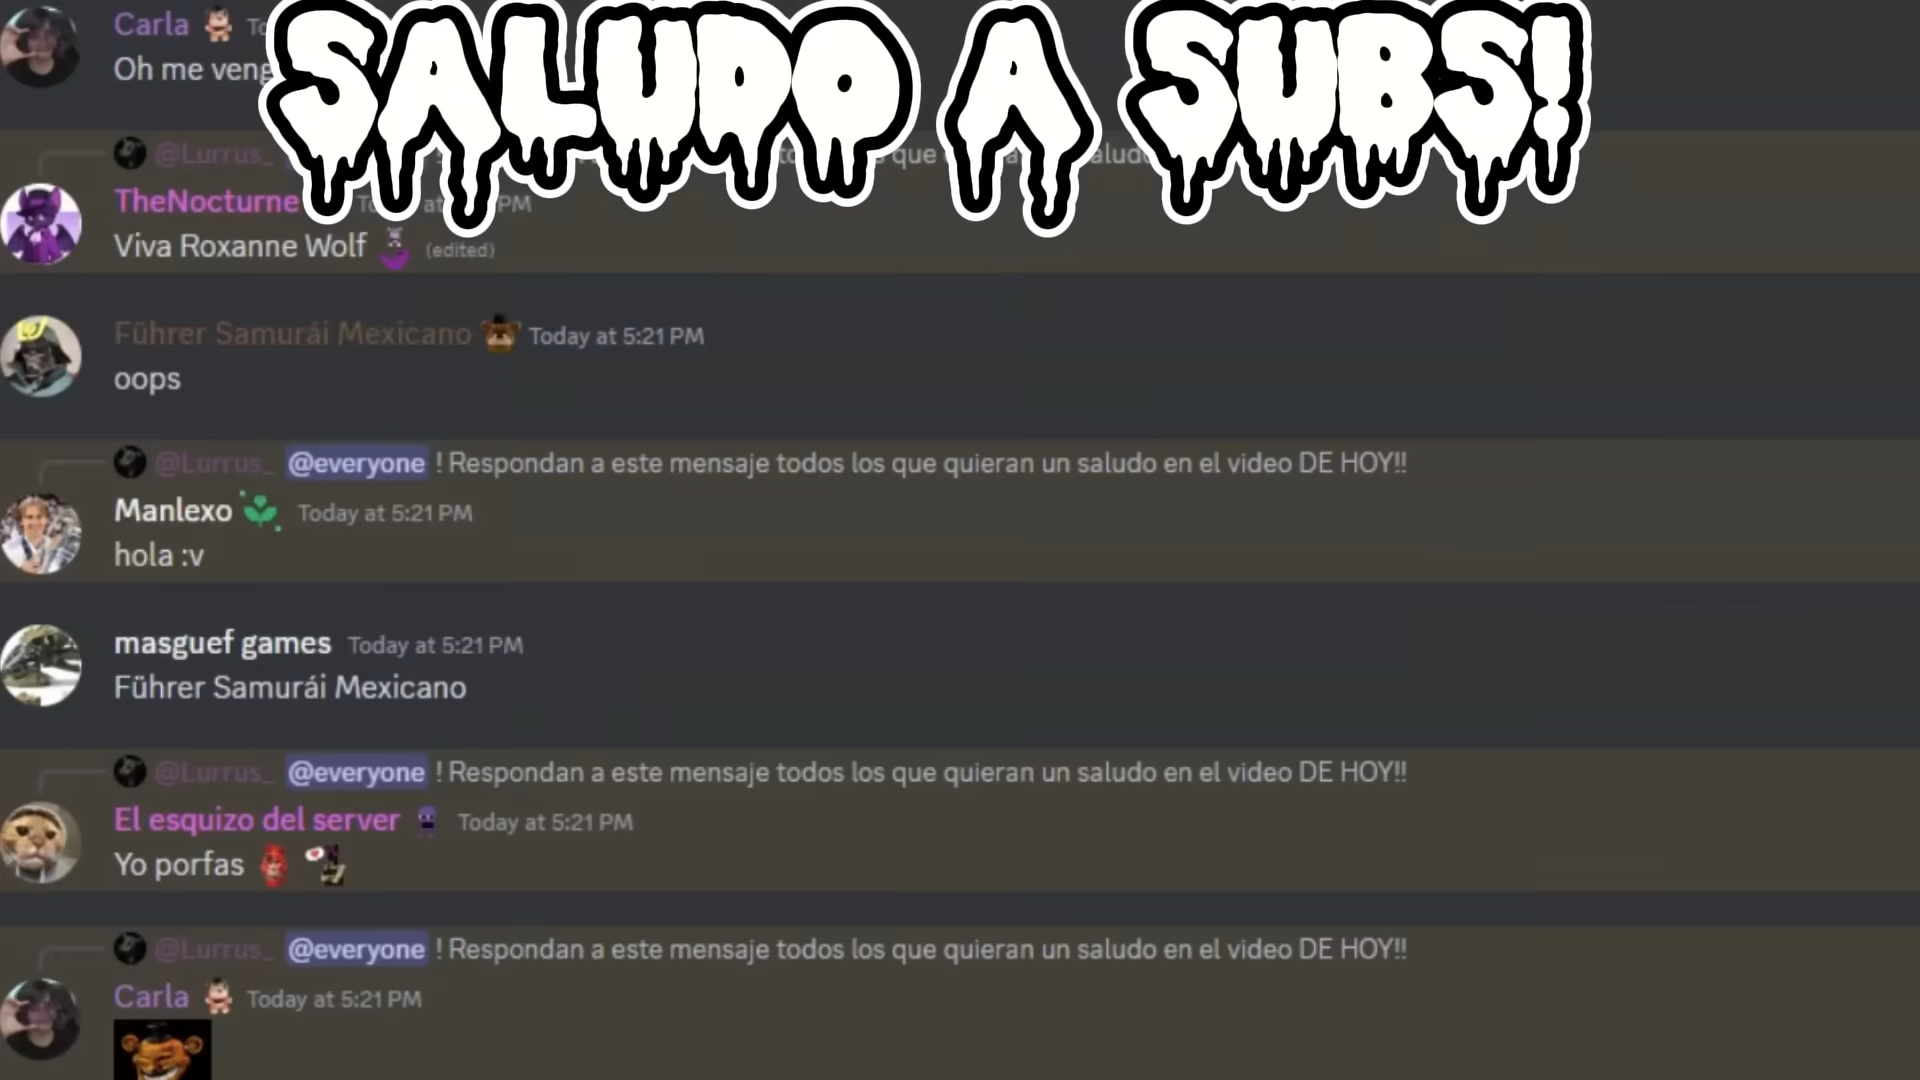 SALUDO A SUBS!
Carla
Oh me
@Lurrus_ que
TheNocturne PM
Viva Roxanne Wolf (edited)
Führer Samurái Mexicano Today at 5:21 PM
oops
@Lurrus_ @everyone ! Respondan a este mensaje todos los que quieran un saludo en el video DE HOY!!
Manlexo Today at 5:21 PM
hola :v
masguef games Today at 5:21 PM
Führer Samurái Mexicano
@Lurrus_ @everyone ! Respondan a este mensaje todos los que quieran un saludo en el video DE HOY!!
El esquizo del server Today at 5:21 PM
Yo porfas
@Lurrus_ @everyone ! Respondan a este mensaje todos los que quieran un saludo en el video DE HOY!!
Carla Today at 5:21 PM